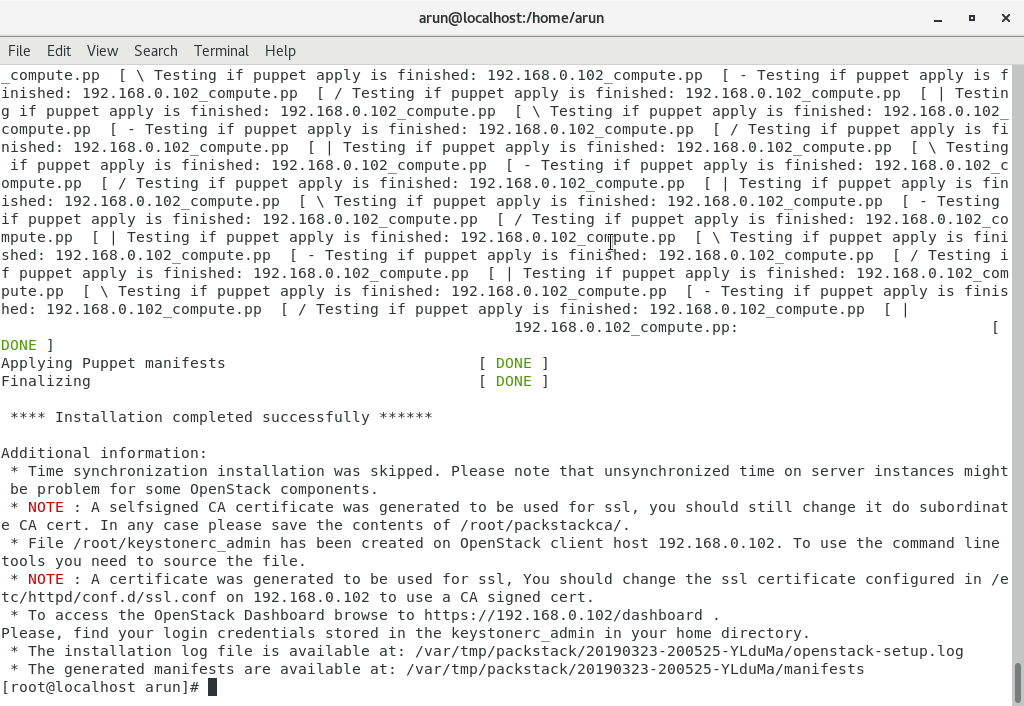 arun@localhost:/home/arun
File Edit View Search Terminal Help
_compute.pp  [ \ Testing if puppet apply is finished: 192.168.0.102_compute.pp  [ - Testing if puppet apply is f
inished: 192.168.0.102_compute.pp  [ / Testing if puppet apply is finished: 192.168.0.102_compute.pp  [ | Testin
g if puppet apply is finished: 192.168.0.102_compute.pp  [ \ Testing if puppet apply is finished: 192.168.0.102_
compute.pp  [ - Testing if puppet apply is finished: 192.168.0.102_compute.pp  [ / Testing if puppet apply is fi
nished: 192.168.0.102_compute.pp  [ | Testing if puppet apply is finished: 192.168.0.102_compute.pp  [ \ Testing
 if puppet apply is finished: 192.168.0.102_compute.pp  [ - Testing if puppet apply is finished: 192.168.0.102_c
ompute.pp  [ / Testing if puppet apply is finished: 192.168.0.102_compute.pp  [ | Testing if puppet apply is fin
ished: 192.168.0.102_compute.pp  [ \ Testing if puppet apply is finished: 192.168.0.102_compute.pp  [ - Testing
if puppet apply is finished: 192.168.0.102_compute.pp  [ / Testing if puppet apply is finished: 192.168.0.102_co
mpute.pp  [ | Testing if puppet apply is finished: 192.168.0.102_compute.pp  [ \ Testing if puppet apply is fini
shed: 192.168.0.102_compute.pp  [ - Testing if puppet apply is finished: 192.168.0.102_compute.pp  [ / Testing i
f puppet apply is finished: 192.168.0.102_compute.pp  [ | Testing if puppet apply is finished: 192.168.0.102_com
pute.pp  [ \ Testing if puppet apply is finished: 192.168.0.102_compute.pp  [ - Testing if puppet apply is finis
hed: 192.168.0.102_compute.pp  [ / Testing if puppet apply is finished: 192.168.0.102_compute.pp  [ |
192.168.0.102_compute.pp:                            [
DONE ]
Applying Puppet manifests                            [ DONE ]
Finalizing                                           [ DONE ]
 **** Installation completed successfully ******
Additional information:
 * Time synchronization installation was skipped. Please note that unsynchronized time on server instances might
 be problem for some OpenStack components.
 * NOTE : A selfsigned CA certificate was generated to be used for ssl, you should still change it do subordinat
e CA cert. In any case please save the contents of /root/packstackca/.
 * File /root/keystonerc_admin has been created on OpenStack client host 192.168.0.102. To use the command line
tools you need to source the file.
 * NOTE : A certificate was generated to be used for ssl, You should change the ssl certificate configured in /e
tc/httpd/conf.d/ssl.conf on 192.168.0.102 to use a CA signed cert.
 * To access the OpenStack Dashboard browse to https://192.168.0.102/dashboard .
Please, find your login credentials stored in the keystonerc_admin in your home directory.
 * The installation log file is available at: /var/tmp/packstack/20190323-200525-YLduMa/openstack-setup.log
 * The generated manifests are available at: /var/tmp/packstack/20190323-200525-YLduMa/manifests
[root@localhost arun]#